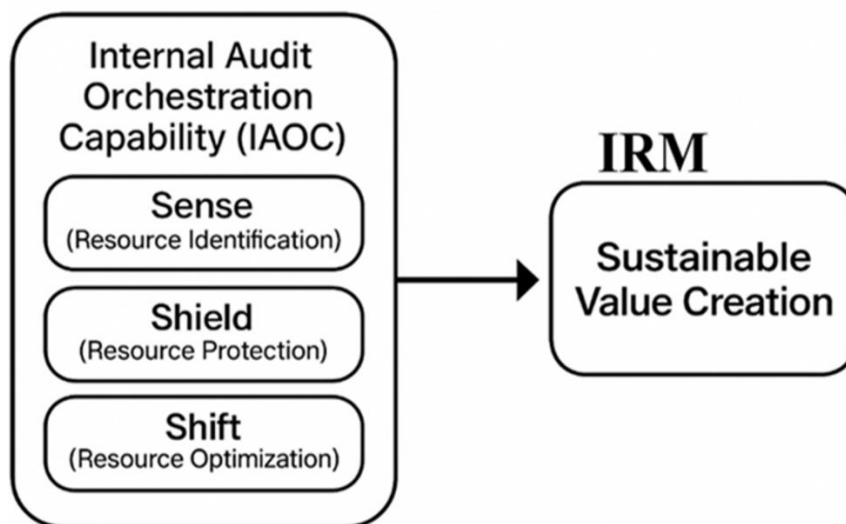 Internal Audit
Orchestration
Capability (IAOC)
Sense
(Resource Identification)
Shield
(Resource Protection)
Shift
(Resource Optimization)
IRM
Sustainable
Value Creation